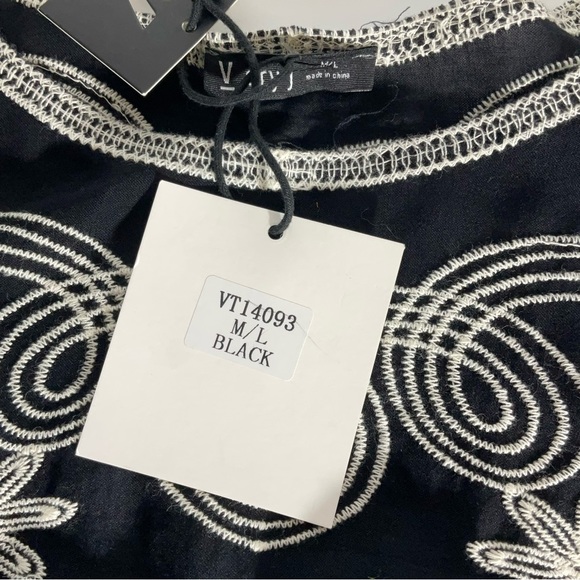 M/L
made in china
VT14093
M/L
BLACK